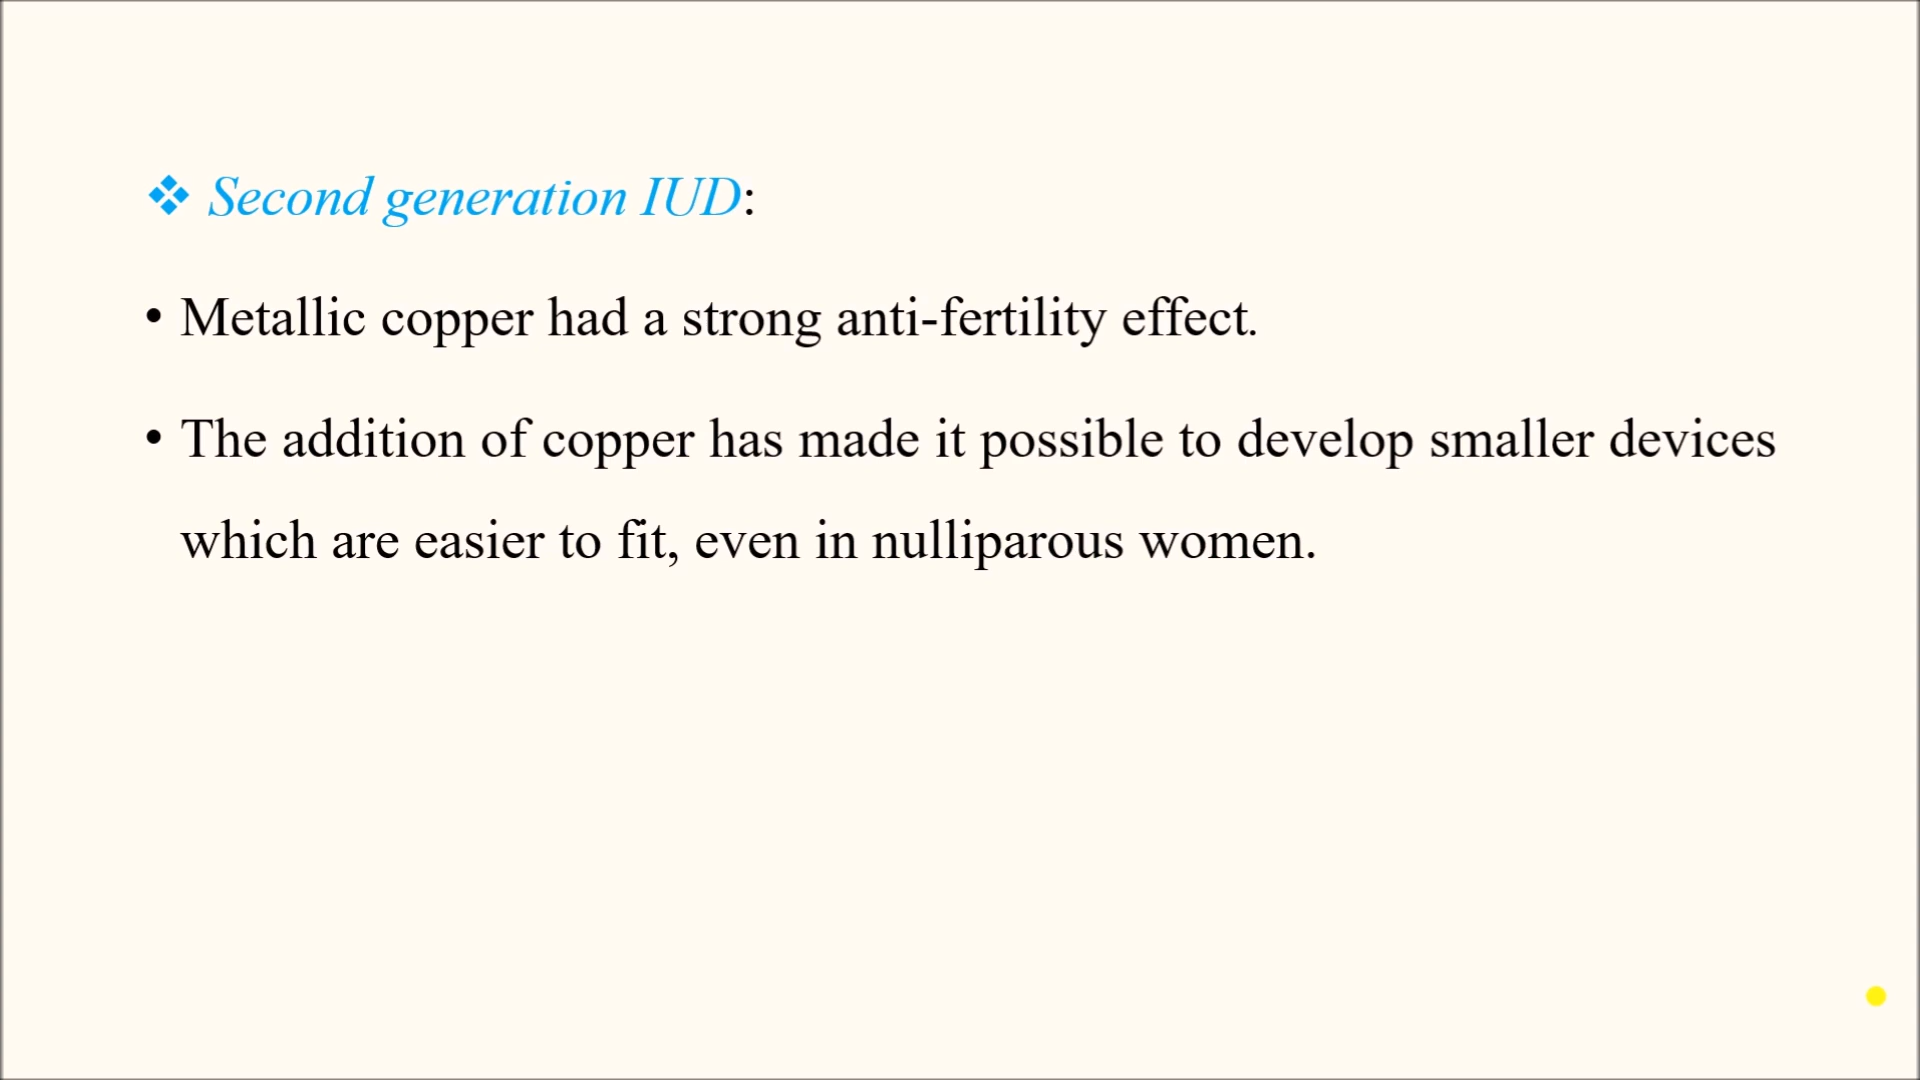 ❖ Second generation IUD:
• Metallic copper had a strong anti-fertility effect.
• The addition of copper has made it possible to develop smaller devices
which are easier to fit, even in nulliparous women.